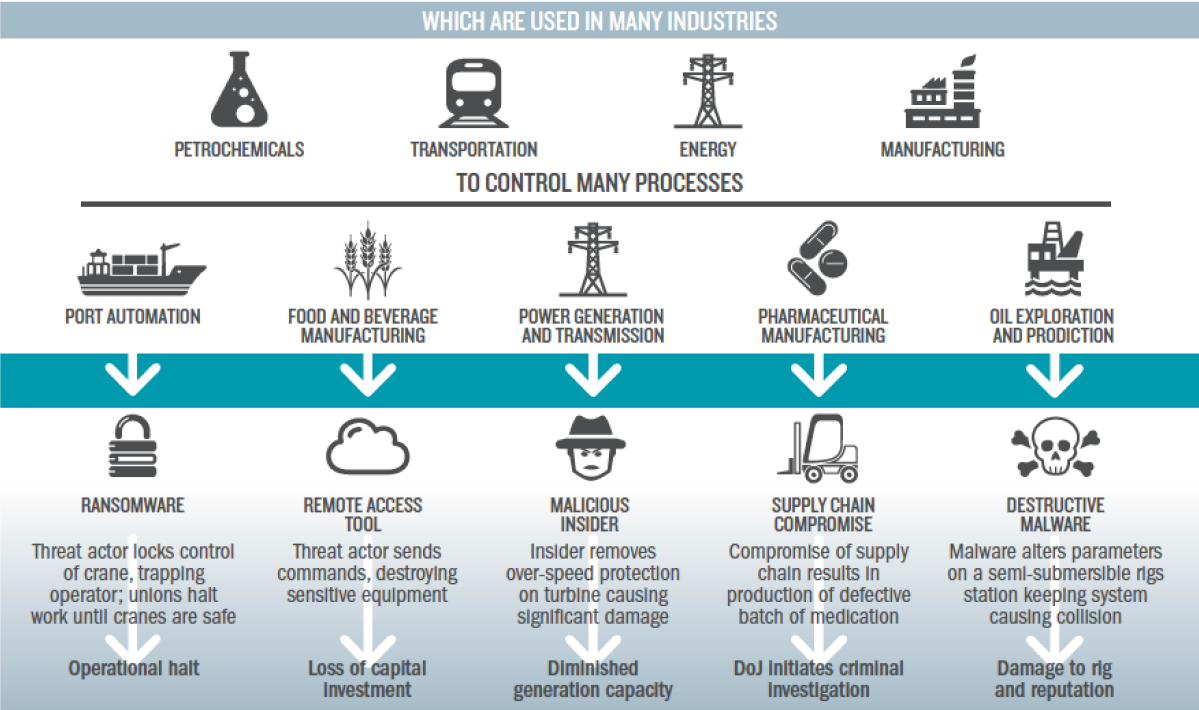 WHICH ARE USED IN MANY INDUSTRIES
PETROCHEMICALS
TRANSPORTATION
ENERGY
MANUFACTURING
TO CONTROL MANY PROCESSES
PORT AUTOMATION
FOOD AND BEVERAGE
MANUFACTURING
POWER GENERATION
AND TRANSMISSION
PHARMACEUTICAL
MANUFACTURING
OIL EXPLORATION
AND PRODICTION
RANSOMWARE
Threat actor locks control
of crane, trapping
operator; unions halt
work until cranes are safe
Operational halt
REMOTE ACCESS
TOOL
Threat actor sends
commands, destroying
sensitive equipment
Loss of capital
investment
MALICIOUS
INSIDER
Insider removes
over-speed protection
on turbine causing
significant damage
Diminished
generation capacity
SUPPLY CHAIN
COMPROMISE
Compromise of supply
chain results in
production of defective
batch of medication
DoJ initiates criminal
investigation
DESTRUCTIVE
MALWARE
Malware alters parameters
on a semi-submersible rigs
station keeping system
causing collision
Damage to rig
and reputation